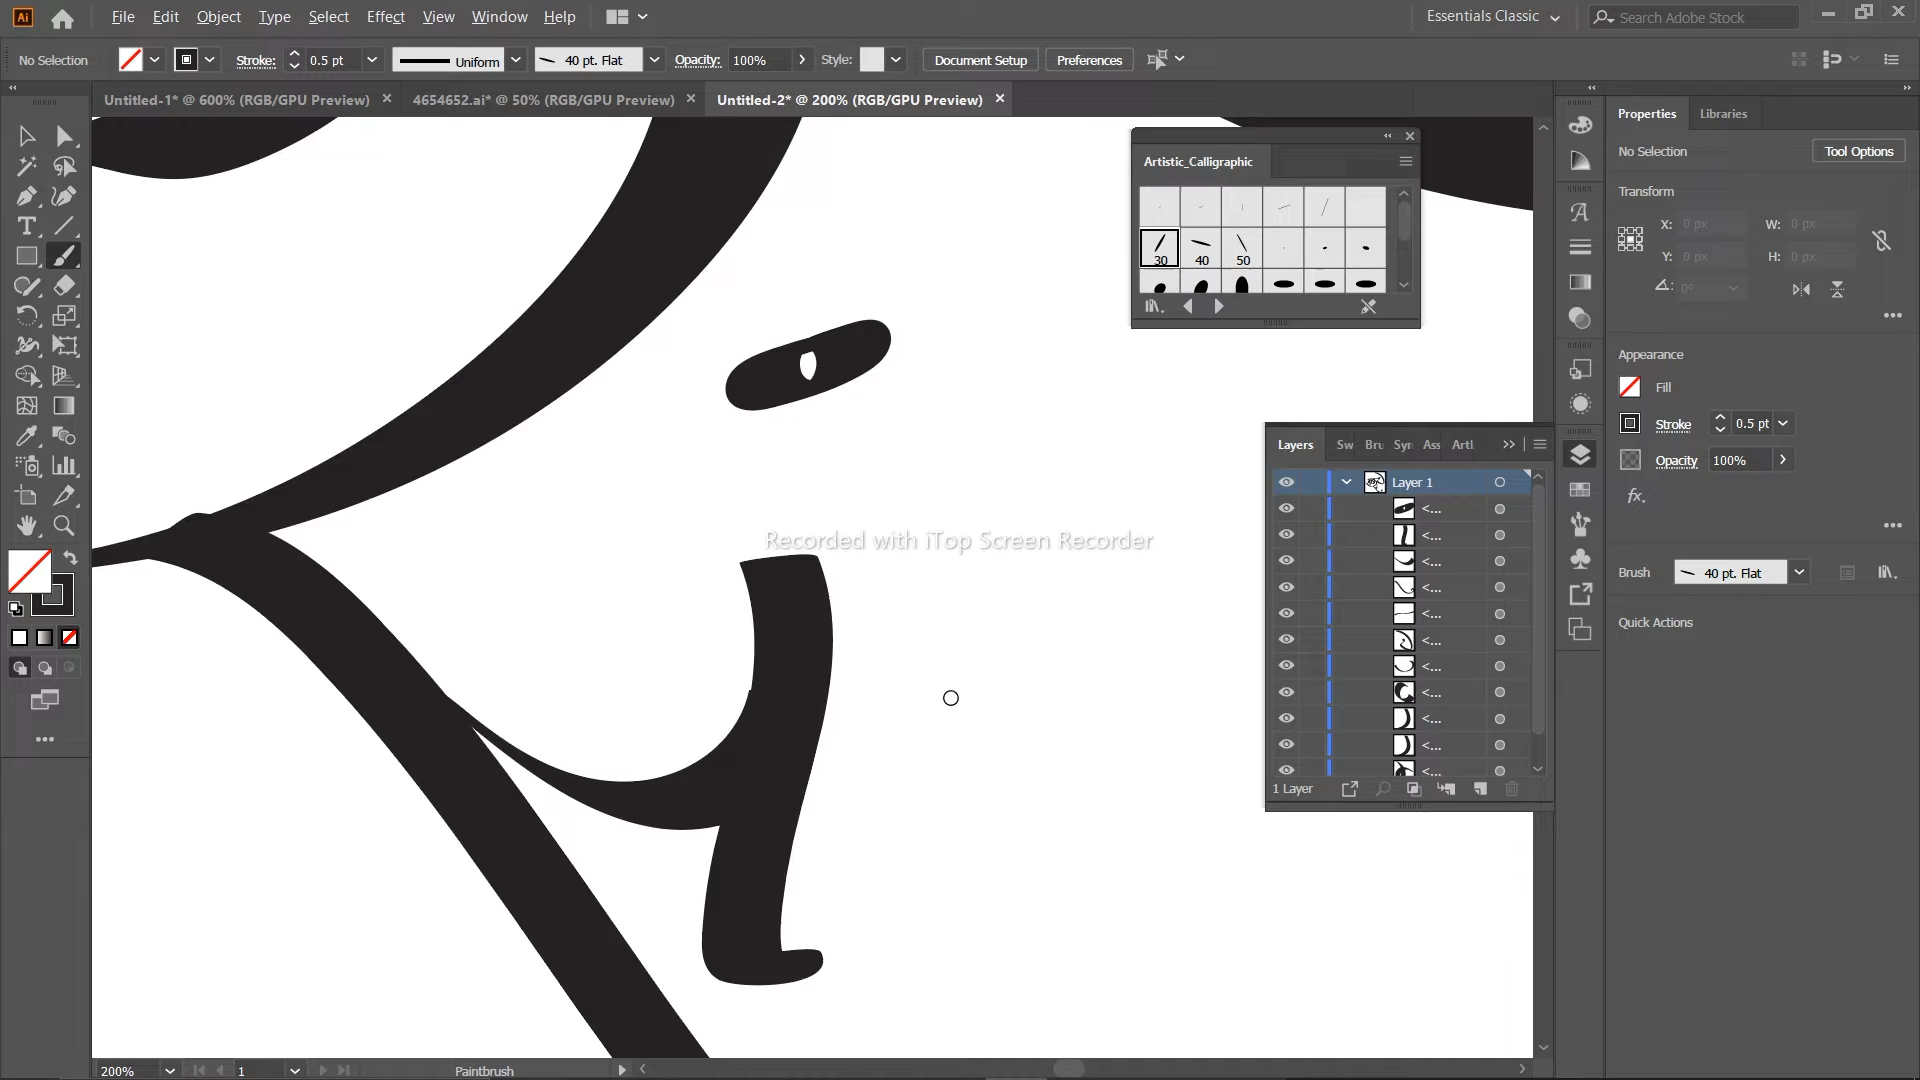 Ai File Edit Object Type Select Effect View Window Help Essentials Classic Search Adobe Stock
No Selection Stroke: 0.5 pt Uniform 40 pt. Flat Opacity: 100% Style: Document Setup Preferences
Untitled-1* @ 600% (RGB/GPU Preview) 4654652.ai* @ 50% (RGB/GPU Preview) Untitled-2* @ 200% (RGB/GPU Preview)
Properties Libraries
No Selection Tool Options
Transform
X: 0 px W: 0 px
Y: 0 px H: 0 px
0°
Appearance
Fill
Stroke 0.5 pt
Opacity 100%
fx.
Brush 40 pt. Flat
Quick Actions
Artistic_Calligraphic
30 40 50
Layers Sw Bru Syn Ass Artl
Layer 1
<...
<...
<...
<...
<...
<...
<...
<...
<...
<...
<...
1 Layer
Recorded with iTop Screen Recorder
200% 1 Paintbrush